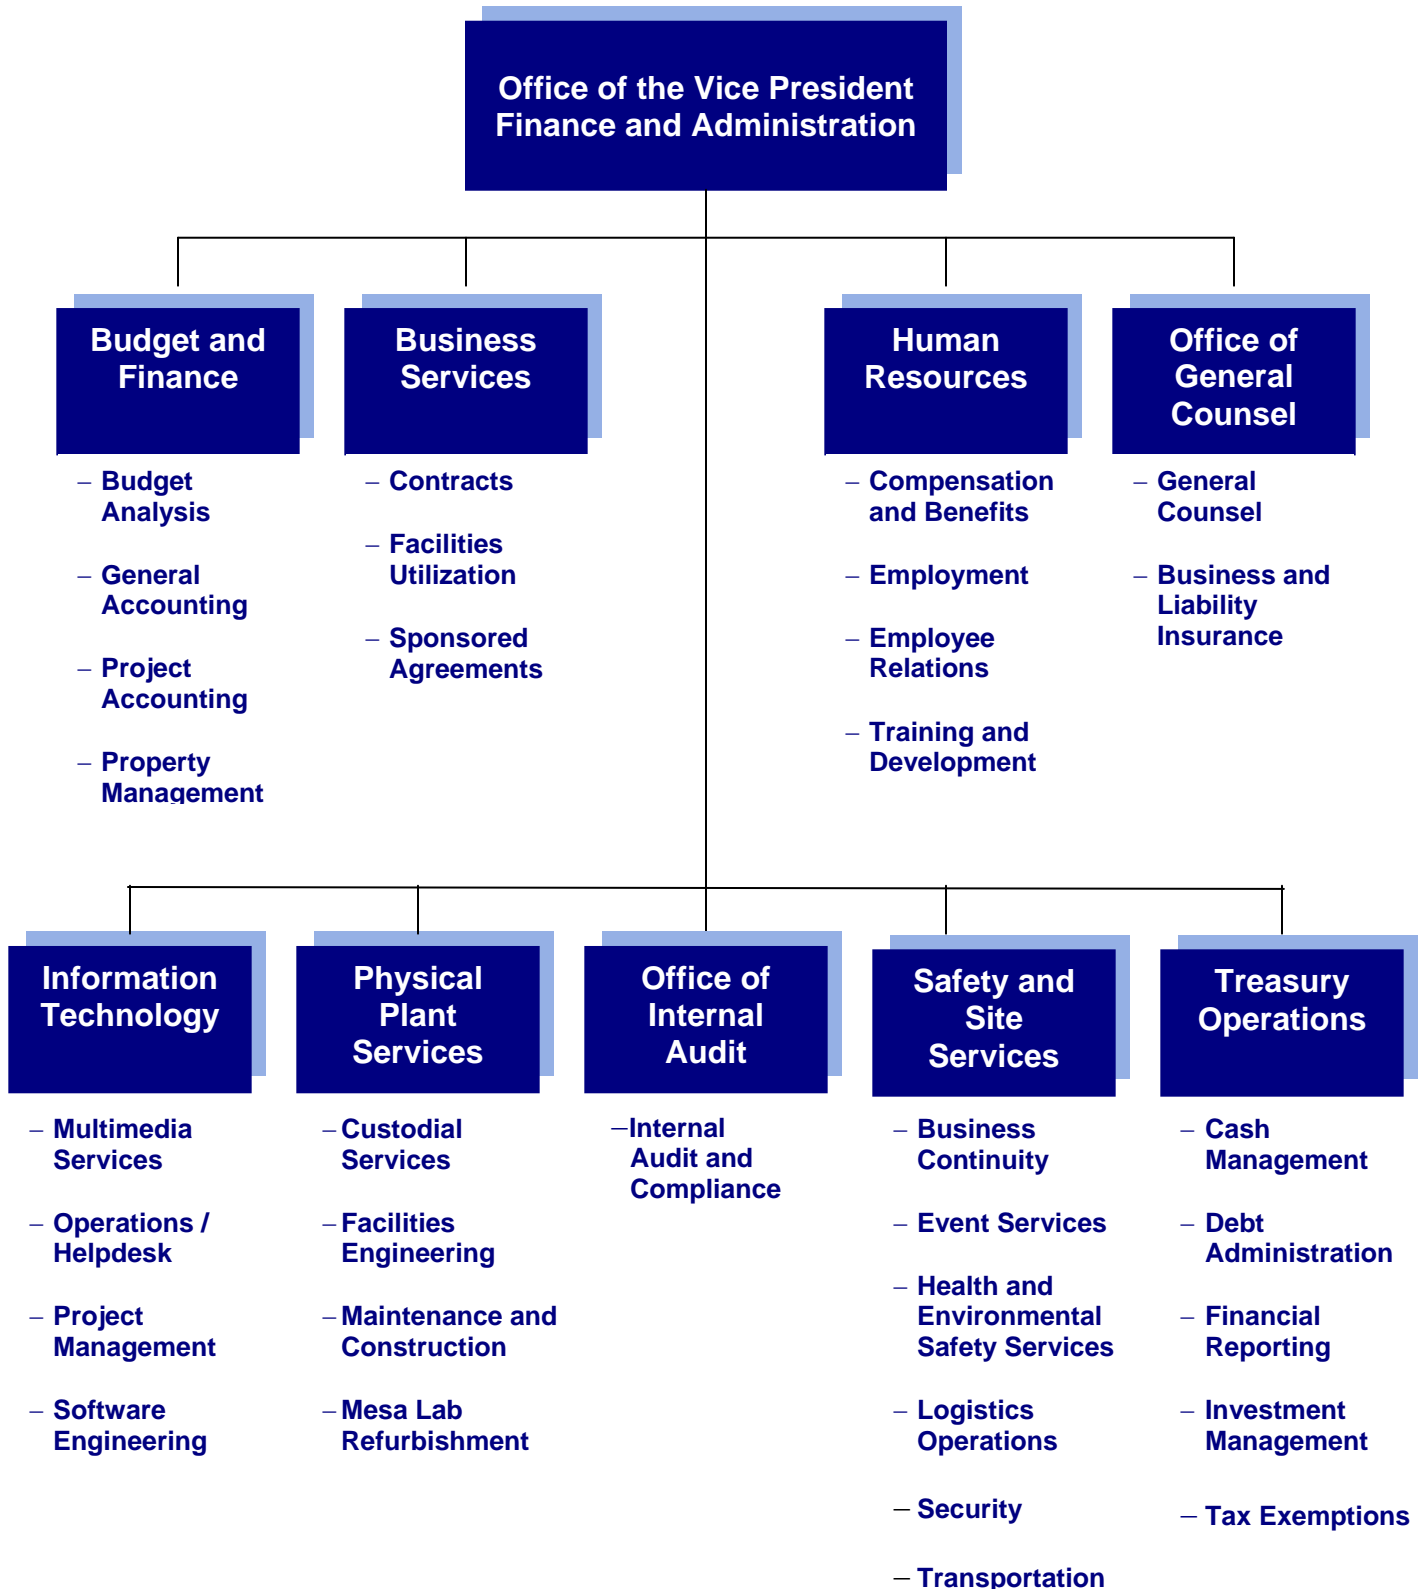 Office of the Vice President
Finance and Administration
Budget and
Finance
– Budget
Analysis
– General
Accounting
– Project
Accounting
– Property
Management
Business
Services
– Contracts
– Facilities
Utilization
– Sponsored
Agreements
Human
Resources
– Compensation
and Benefits
– Employment
– Employee
Relations
– Training and
Development
Office of
General
Counsel
– General
Counsel
– Business and
Liability
Insurance
Information
Technology
– Multimedia
Services
– Operations /
Helpdesk
– Project
Management
– Software
Engineering
Physical
Plant
Services
– Custodial
Services
– Facilities
Engineering
– Maintenance and
Construction
– Mesa Lab
Refurbishment
Office of
Internal
Audit
– Internal
Audit and
Compliance
Safety and
Site
Services
– Business
Continuity
– Event Services
– Health and
Environmental
Safety Services
– Logistics
Operations
– Security
– Transportation
Treasury
Operations
– Cash
Management
– Debt
Administration
– Financial
Reporting
– Investment
Management
– Tax Exemptions